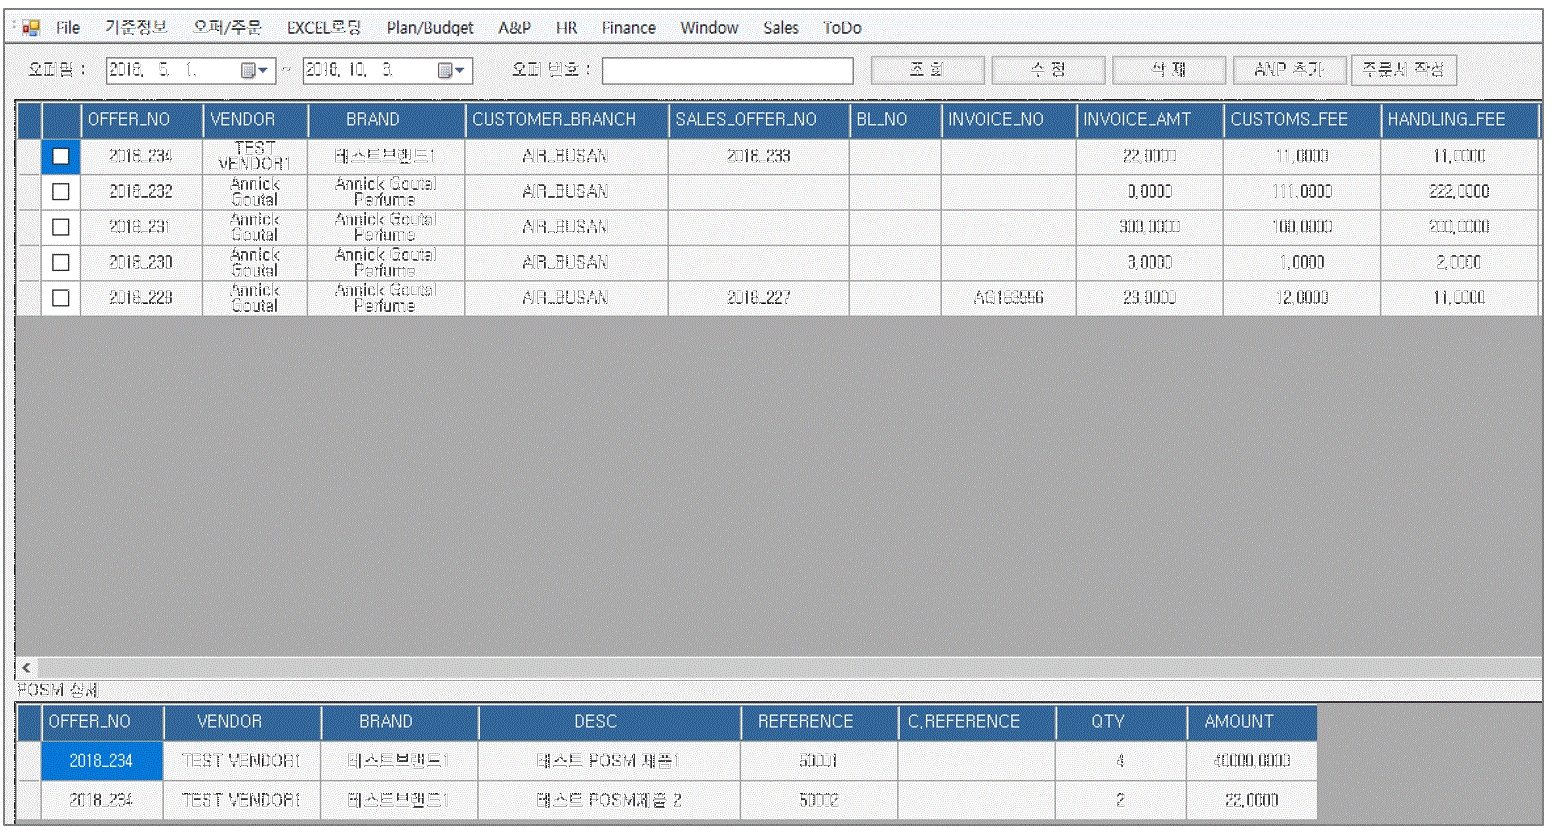 File 기준정보 오퍼/주문 EXCEL로딩 Plan/Budget A&P HR Finance Window Sales ToDo
오퍼일 : 2018. 5. 1. ~ 2018. 10. 3. 오퍼 번호 : 조 회 수 정 삭 제 ANP 추가 주문서 작성
OFFER_NO VENDOR BRAND CUSTOMER_BRANCH SALES_OFFER_NO BL_NO INVOICE_NO INVOICE_AMT CUSTOMS_FEE HANDLING_FEE
2018_234 TEST VENDOR1 테스트브랜드1 AIR_BUSAN 2018_233 22,0000 11,0000 11,0000
2018_232 Annick Goutal Annick Goutal Perfume AIR_BUSAN 0,0000 111,0000 222,0000
2018_231 Annick Goutal Annick Goutal Perfume AIR_BUSAN 300,0000 100,0000 200,0000
2018_230 Annick Goutal Annick Goutal Perfume AIR_BUSAN 3,0000 1,0000 2,0000
Annick Goutal Annick Goutal Perfume AIR_BUSAN 2018_227 23,0000 12,0000 11,0000
POSM 상세
OFFER_NO VENDOR BRAND DESC REFERENCE C.REFERENCE QTY AMOUNT
2018_234 TEST VENDOR1 테스트브랜드1 테스트 POSM 제품1 50001 4 40000,0000
2018_234 TEST VENDOR1 테스트브랜드1 테스트 POSM제품 2 50002 2 22,0000